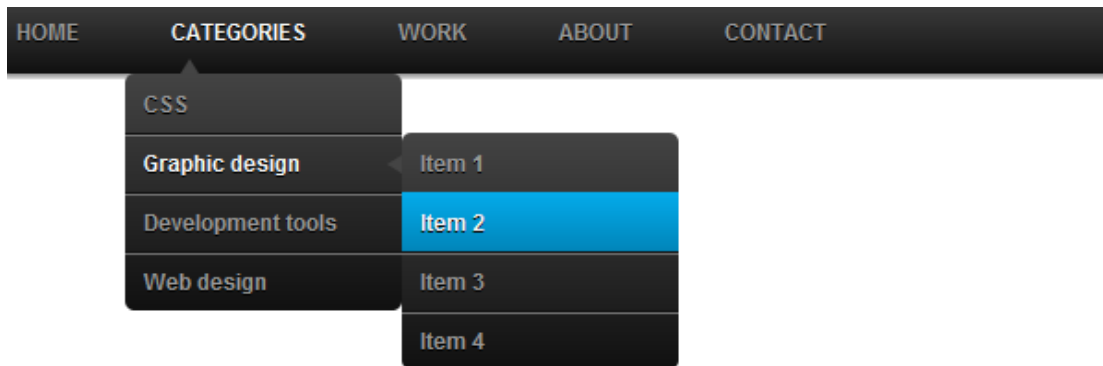 HOME CATEGORIES WORK ABOUT CONTACT
CSS
Graphic design
Development tools
Web design
Item 1
Item 2
Item 3
Item 4